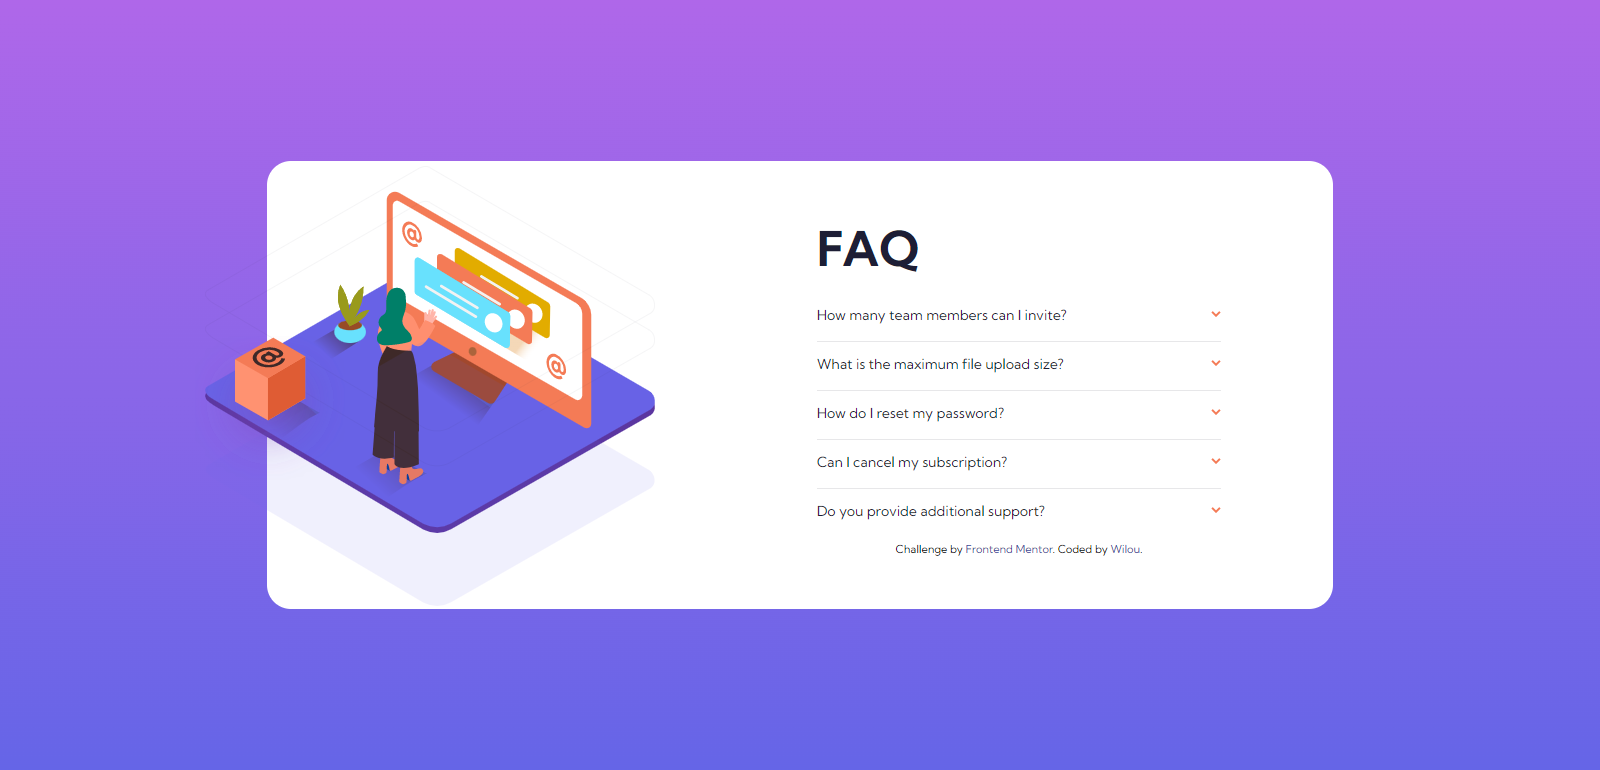 @
@
@
FAQ
How many team members can I invite?
What is the maximum file upload size?
How do I reset my password?
Can I cancel my subscription?
Do you provide additional support?
Challenge by Frontend Mentor. Coded by Wilou.